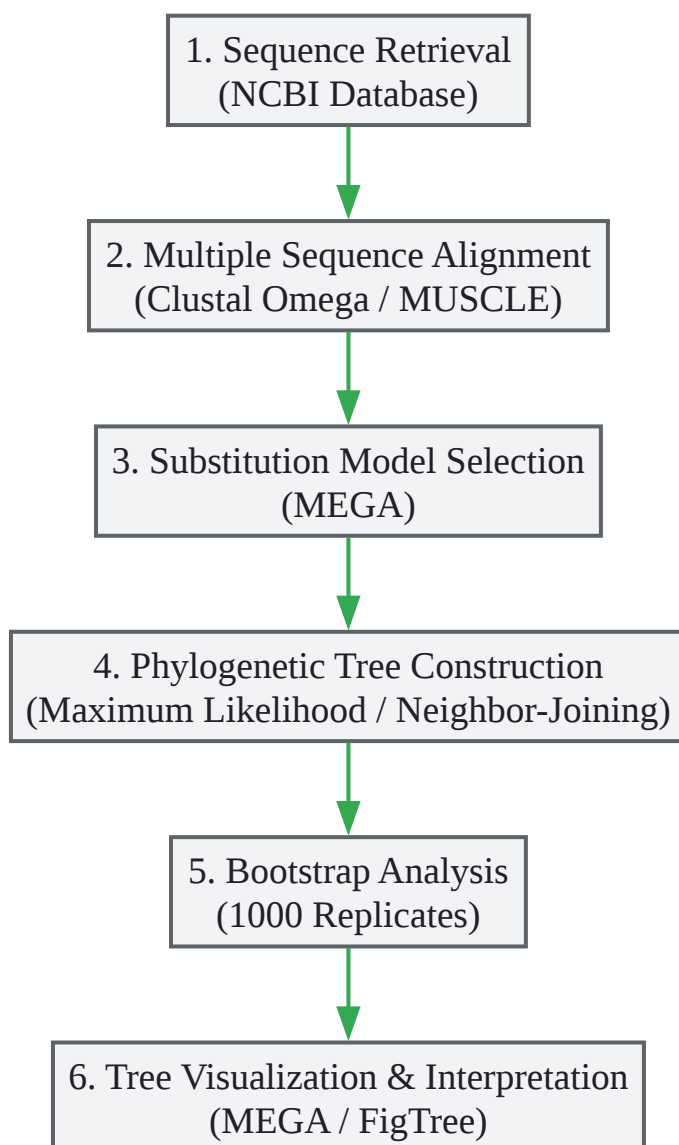 1. Sequence Retrieval
(NCBI Database)
2. Multiple Sequence Alignment
(Clustal Omega / MUSCLE)
3. Substitution Model Selection
(MEGA)
4. Phylogenetic Tree Construction
(Maximum Likelihood / Neighbor-Joining)
5. Bootstrap Analysis
(1000 Replicates)
6. Tree Visualization & Interpretation
(MEGA / FigTree)